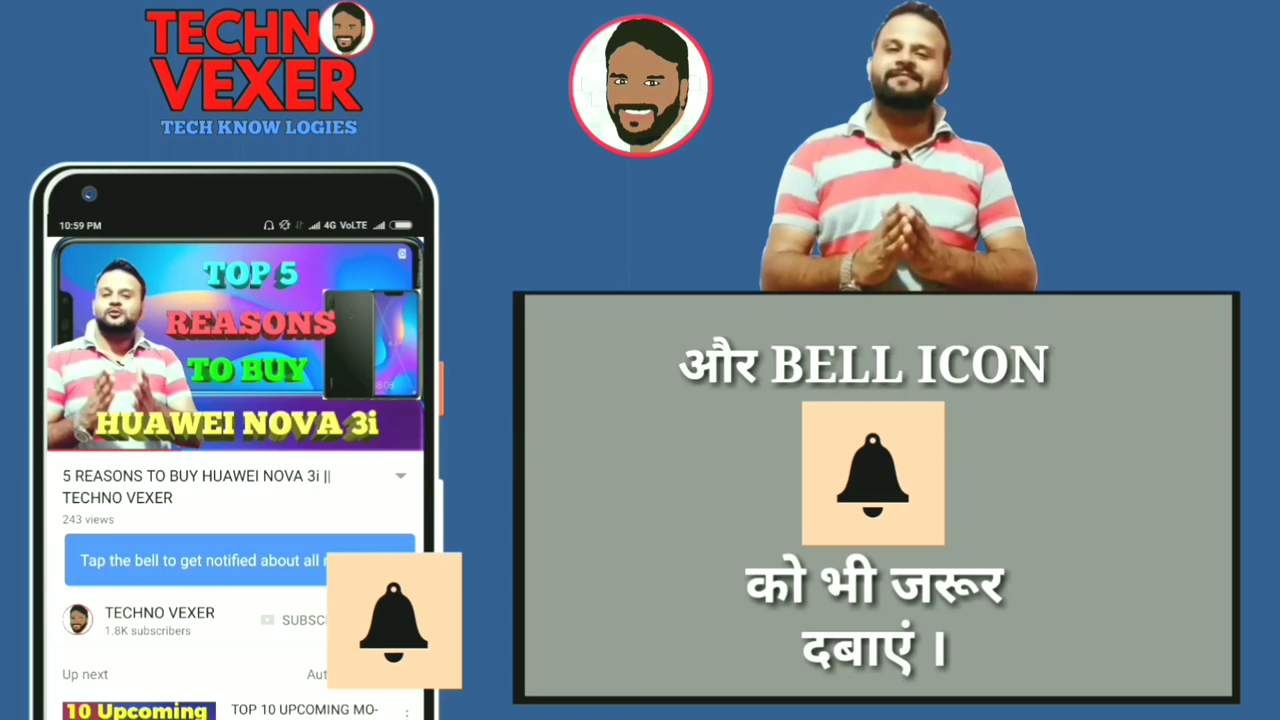 TECHNO
VEXER
TECH KNOW LOGIES
10:59 PM
4G VoLTE
TOP 5
REASONS
TO BUY
HUAWEI NOVA 3i
5 REASONS TO BUY HUAWEI NOVA 3i ||
TECHNO VEXER
243 views
Tap the bell to get notified about all
TECHNO VEXER
1.8K subscribers
SUBSC
Up next
Aut
10 Upcoming
TOP 10 UPCOMING MO-
और BELL ICON
को भी जरूर
दबाएं ।